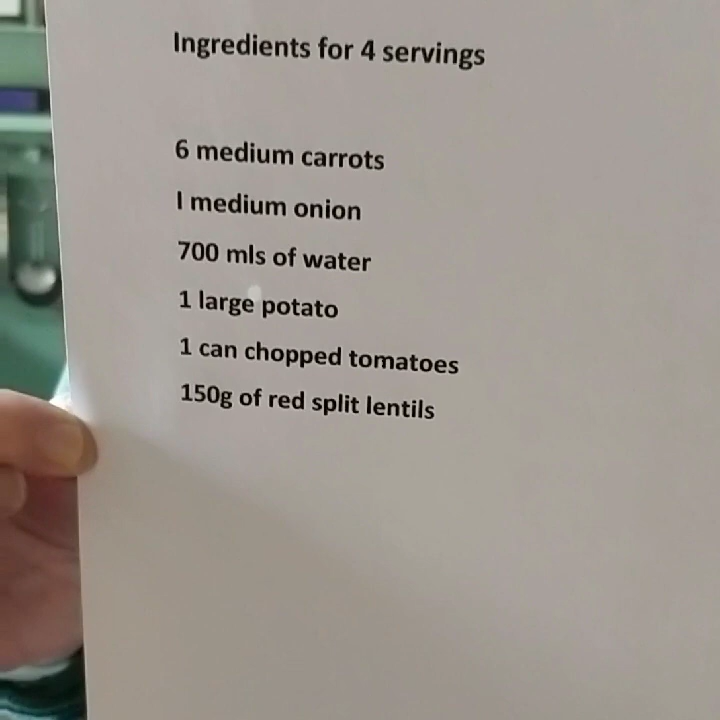 Ingredients for 4 servings
6 medium carrots
I medium onion
700 mls of water
1 large potato
1 can chopped tomatoes
150g of red split lentils